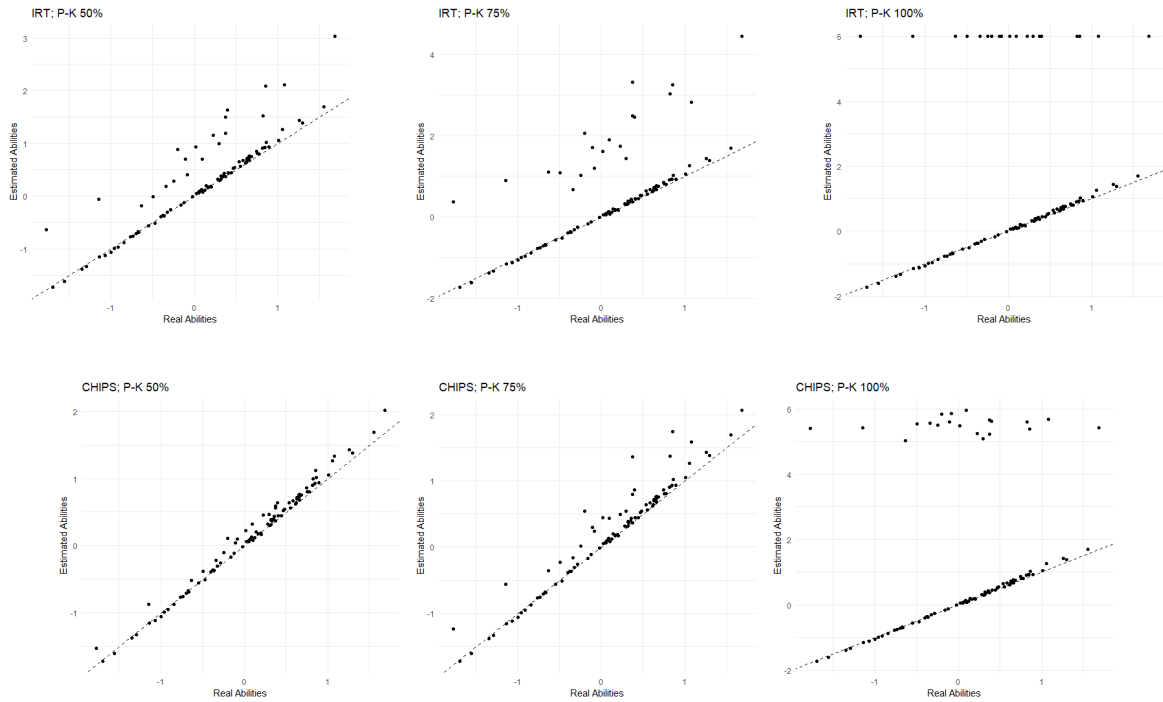 IRT; P-K 50%
3
2
1
0
-1
Estimated Abilities
-1 0 1
Real Abilities
IRT; P-K 75%
4
2
0
-2
Estimated Abilities
-1 0 1
Real Abilities
IRT; P-K 100%
6
4
2
0
-2
Estimated Abilities
-1 0 1
Real Abilities
CHIPS; P-K 50%
2
1
0
-1
Estimated Abilities
-1 0 1
Real Abilities
CHIPS; P-K 75%
2
1
0
-1
Estimated Abilities
-1 0 1
Real Abilities
CHIPS; P-K 100%
6
4
2
0
-2
Estimated Abilities
-1 0 1
Real Abilities